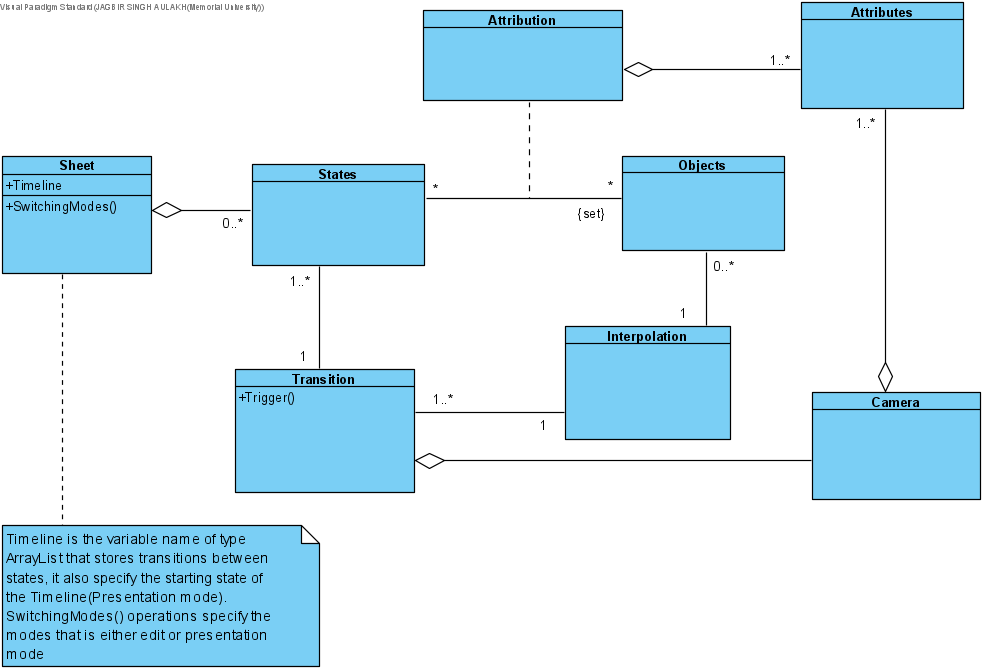 Visual Paradigm Standard(JAGBIR SINGH AULAKH(Memorial University))
Attribution
Attributes
1..*
1..*
Sheet
+Timeline
+SwitchingModes()
0..*
States
*
*
{set}
Objects
1..*
0..*
1
1
Interpolation
Transition
+Trigger()
1..*
1
Camera
Timeline is the variable name of type
ArrayList that stores transitions between
states, it also specify the starting state of
the Timeline(Presentation mode).
SwitchingModes() operations specify the
modes that is either edit or presentation
mode